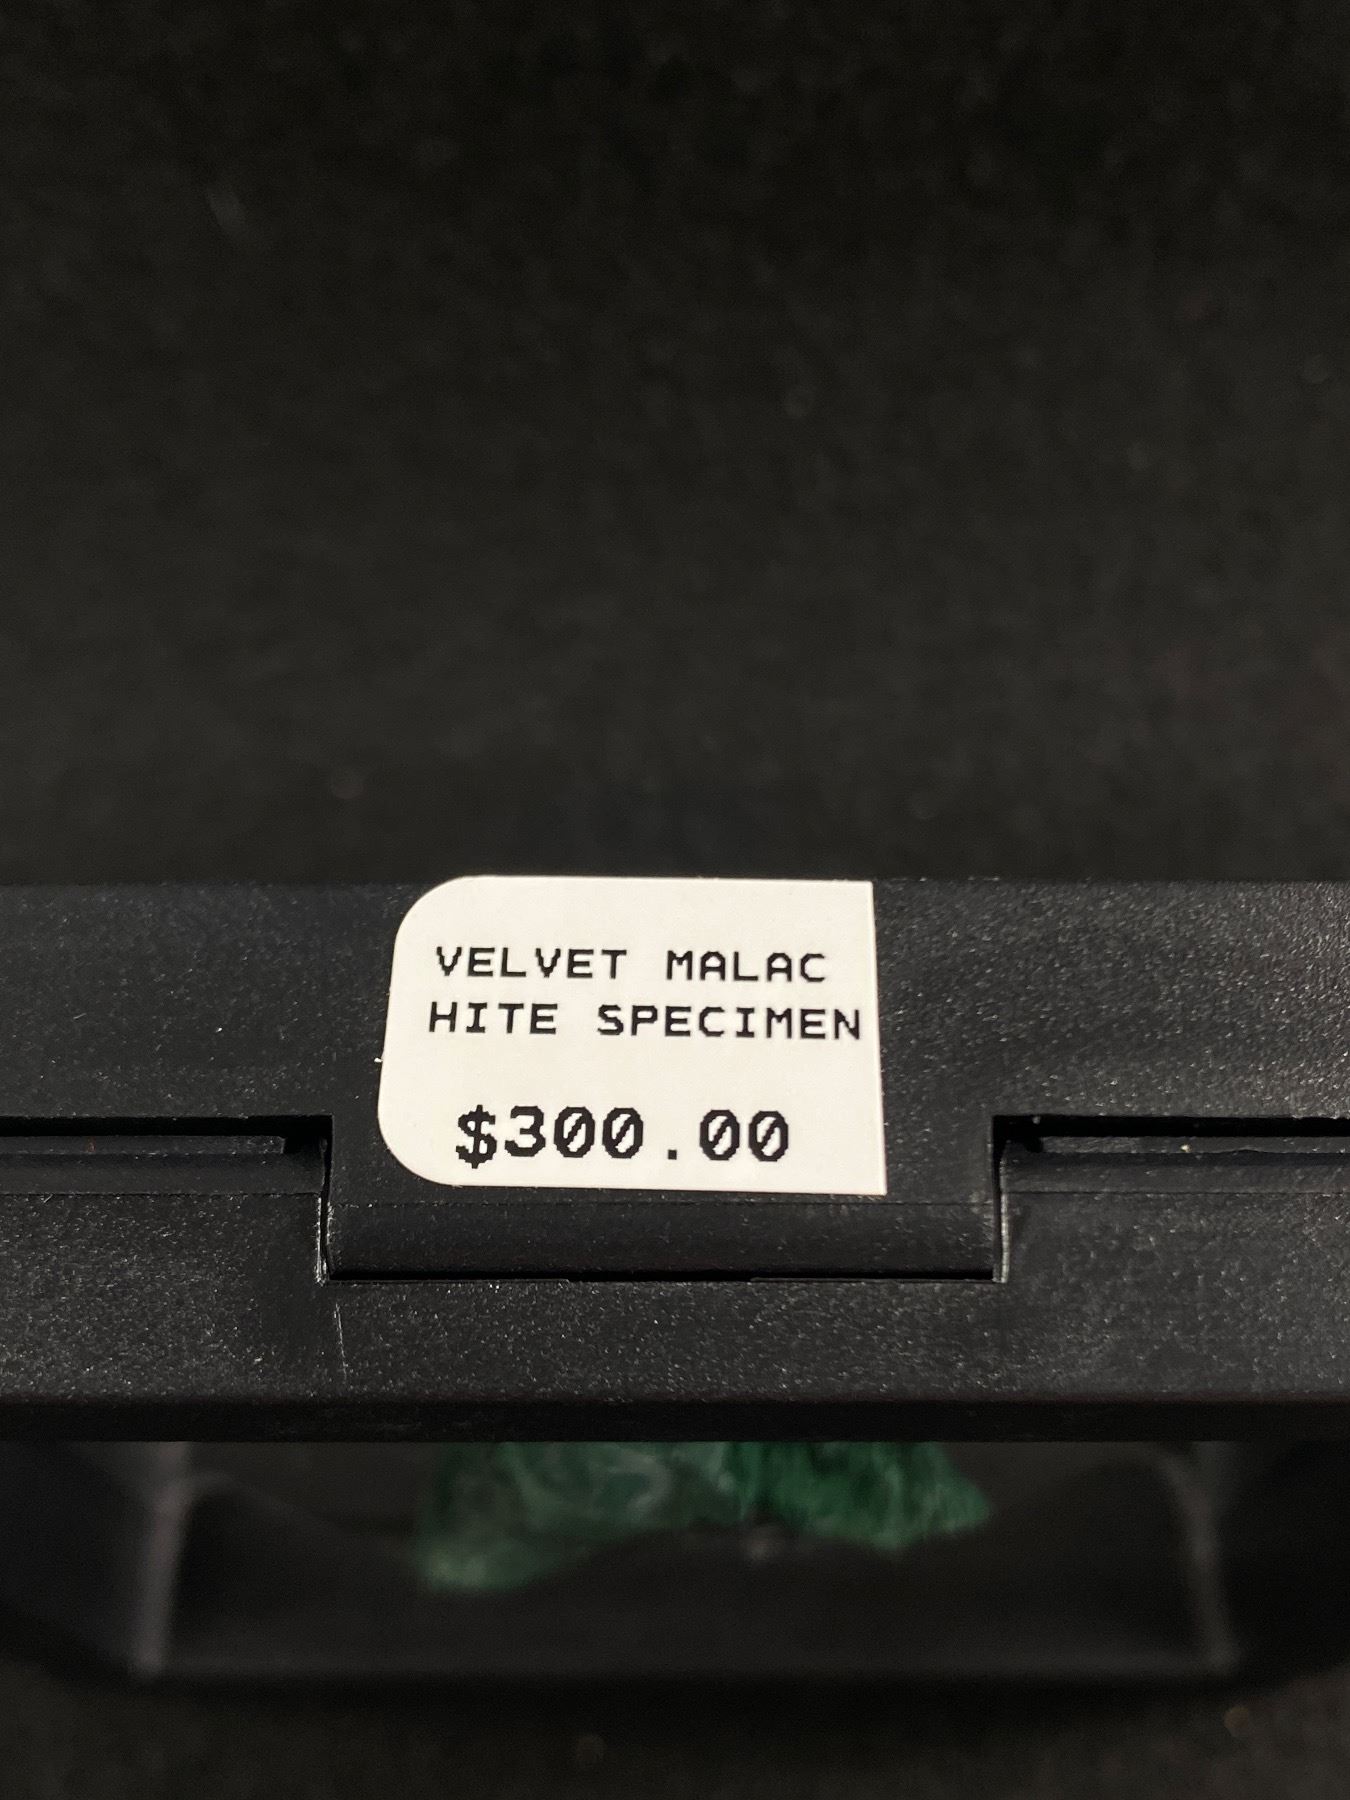 VELVET MALAC
HITE SPECIMEN
$300.00